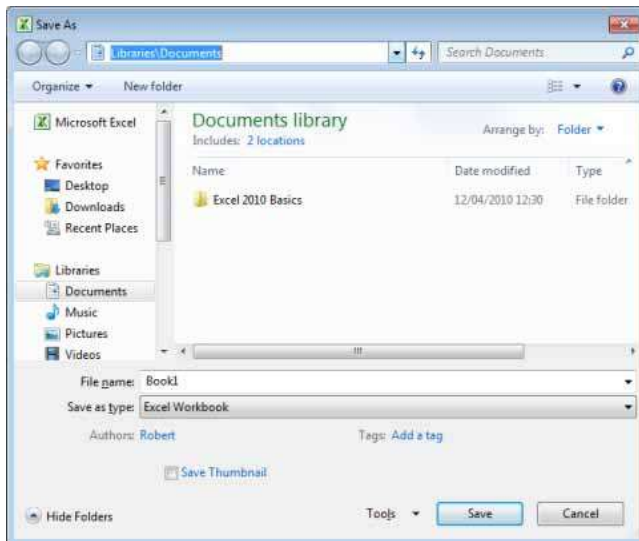 Save As
Libraries\Documents
Search Documents
Organize
New folder
Microsoft Excel
Favorites
Desktop
Downloads
Recent Places
Libraries
Documents
Music
Pictures
Videos
Documents library
Includes: 2 locations
Arrange by: Folder
Name Date modified Type
Excel 2010 Basics 12/04/2010 12:30 File folder
File name: Book1
Save as type: Excel Workbook
Authors: Robert Tags: Add a tag
Save Thumbnail
Hide Folders Tools Save Cancel